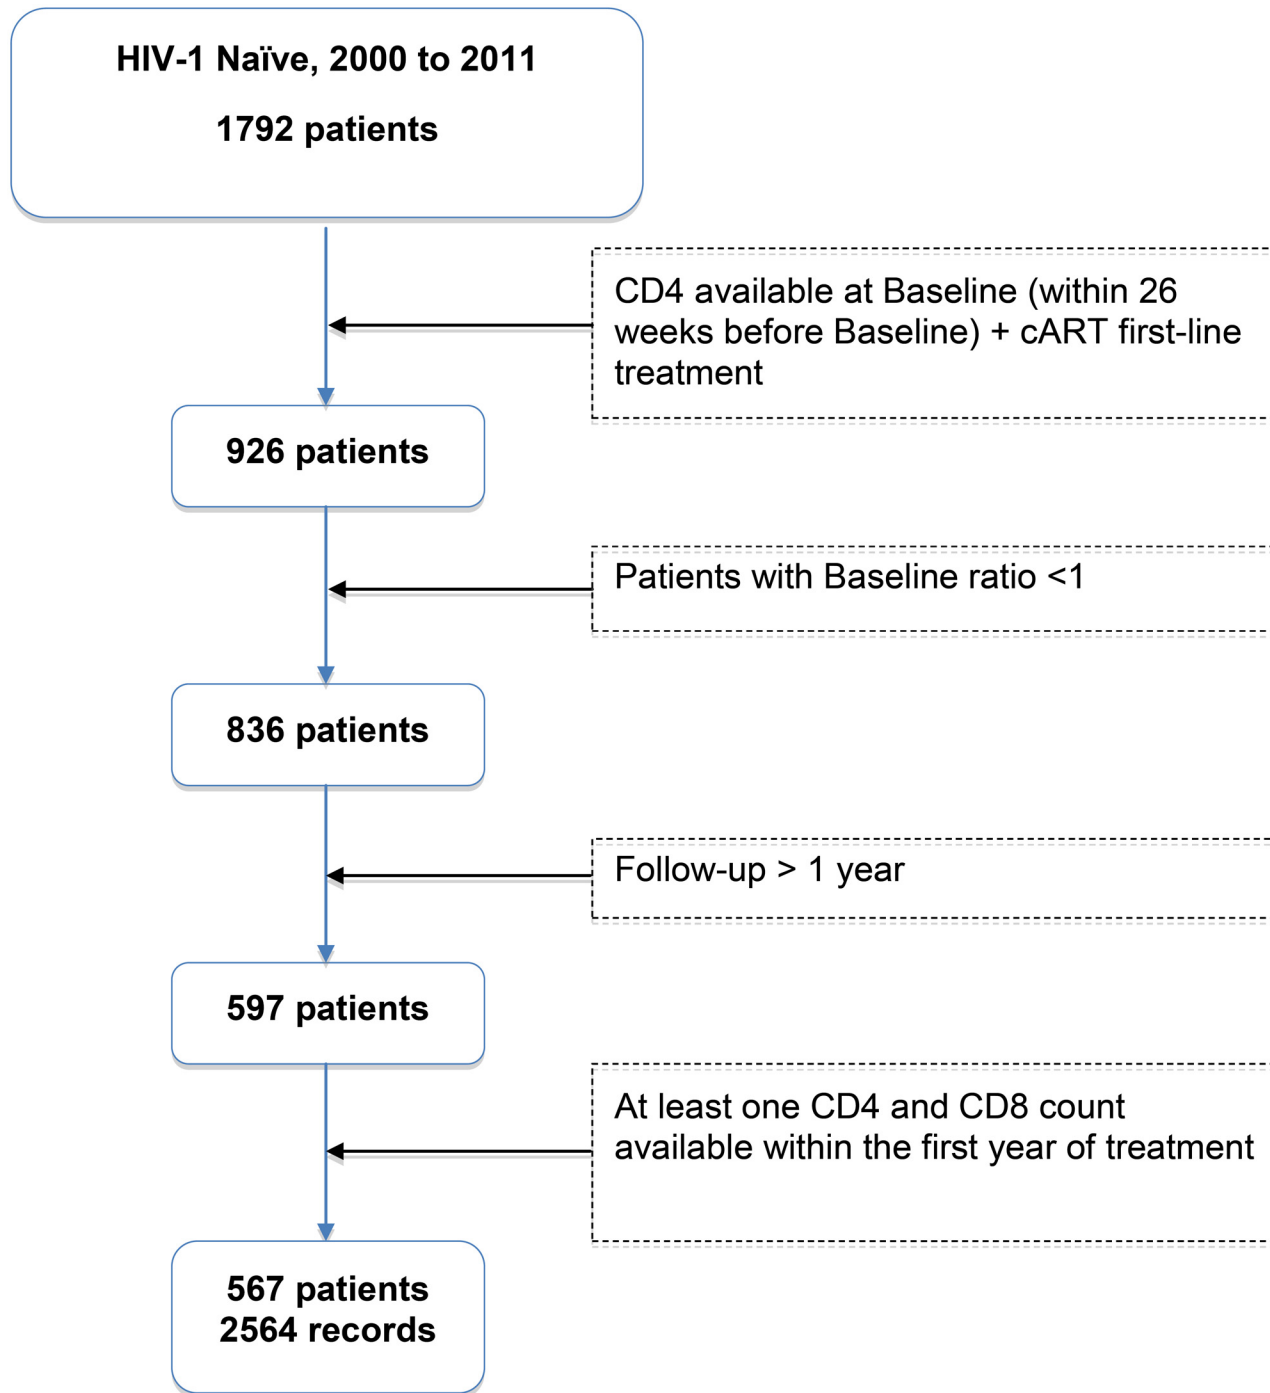 HIV-1 Naïve, 2000 to 2011
1792 patients
CD4 available at Baseline (within 26
weeks before Baseline) + cART first-line
treatment
926 patients
Patients with Baseline ratio <1
836 patients
Follow-up > 1 year
597 patients
At least one CD4 and CD8 count
available within the first year of treatment
567 patients
2564 records